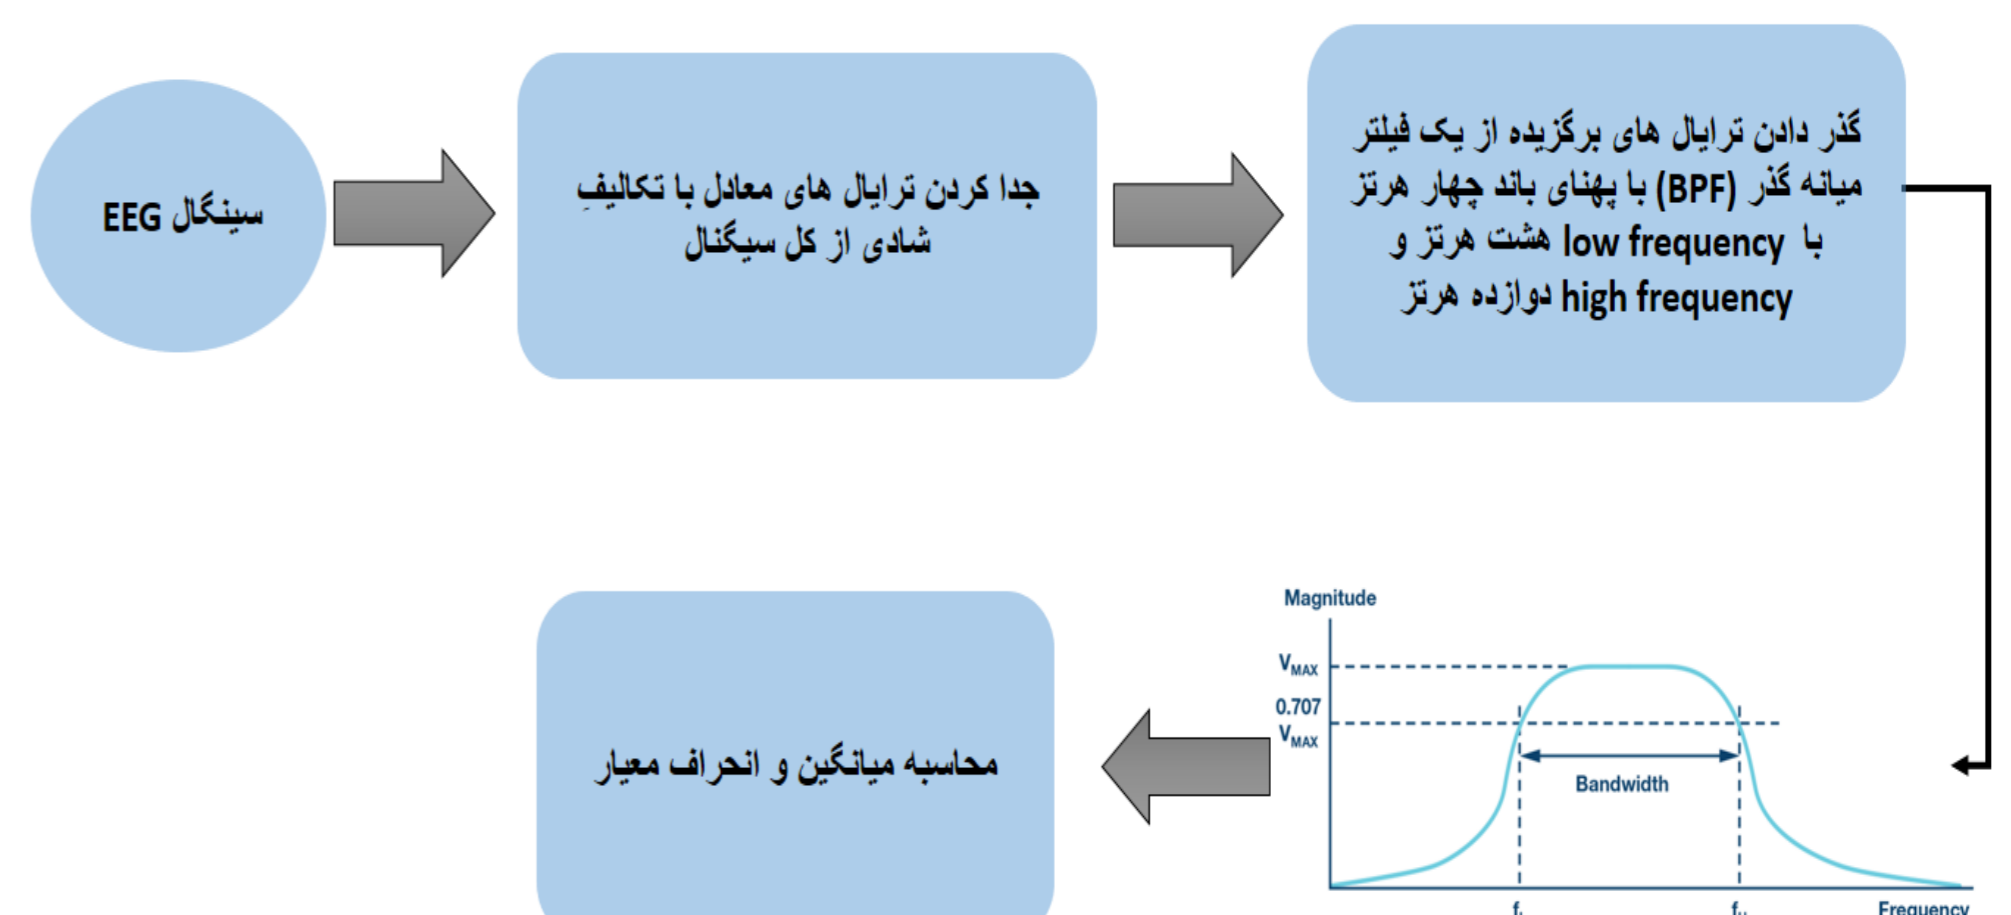 سینگال EEG
جدا کردن ترایال های معادل با تکالیفِ
شادی از کل سیگنال
گذر دادن ترایال های برگزیده از یک فیلتر
میانه گذر (BPF) با پهنای باند چهار هرتز
با low frequency هشت هرتز و
high frequency دوازده هرتز
Magnitude
VMAX
0.707
VMAX
Bandwidth
Frequency
محاسبه میانگین و انحراف معیار